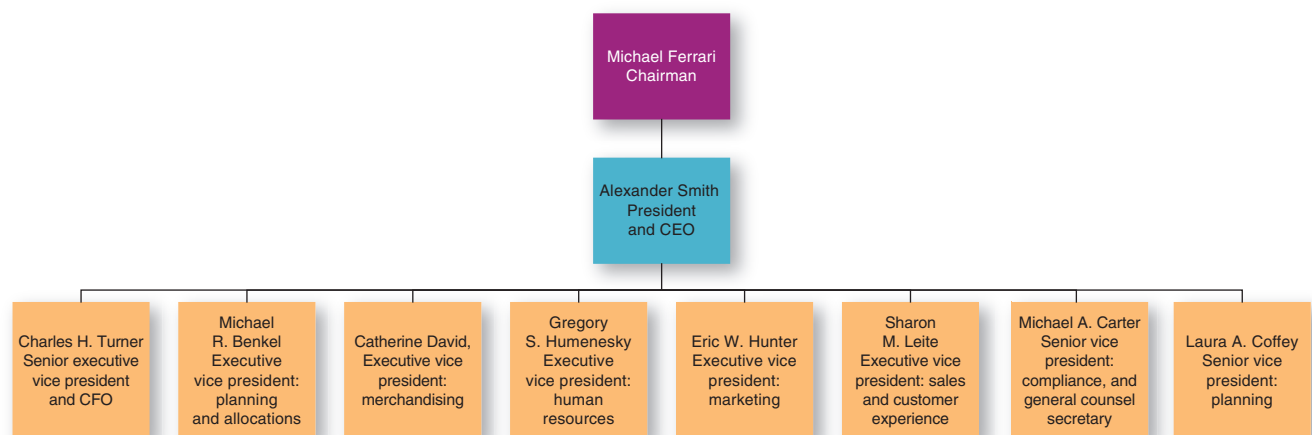 Michael Ferrari
Chairman
Alexander Smith
President
and CEO
Charles H. Turner
Senior executive
vice president
and CFO
Michael
R. Benkel
Executive
vice president:
planning
and allocations
Catherine David,
Executive vice
president:
merchandising
Gregory
S. Humenesky
Executive
vice president:
human
resources
Eric W. Hunter
Executive vice
president:
marketing
Sharon
M. Leite
Executive vice
president: sales
and customer
experience
Michael A. Carter
Senior vice
president:
compliance, and
general counsel
secretary
Laura A. Coffey
Senior vice
president:
planning